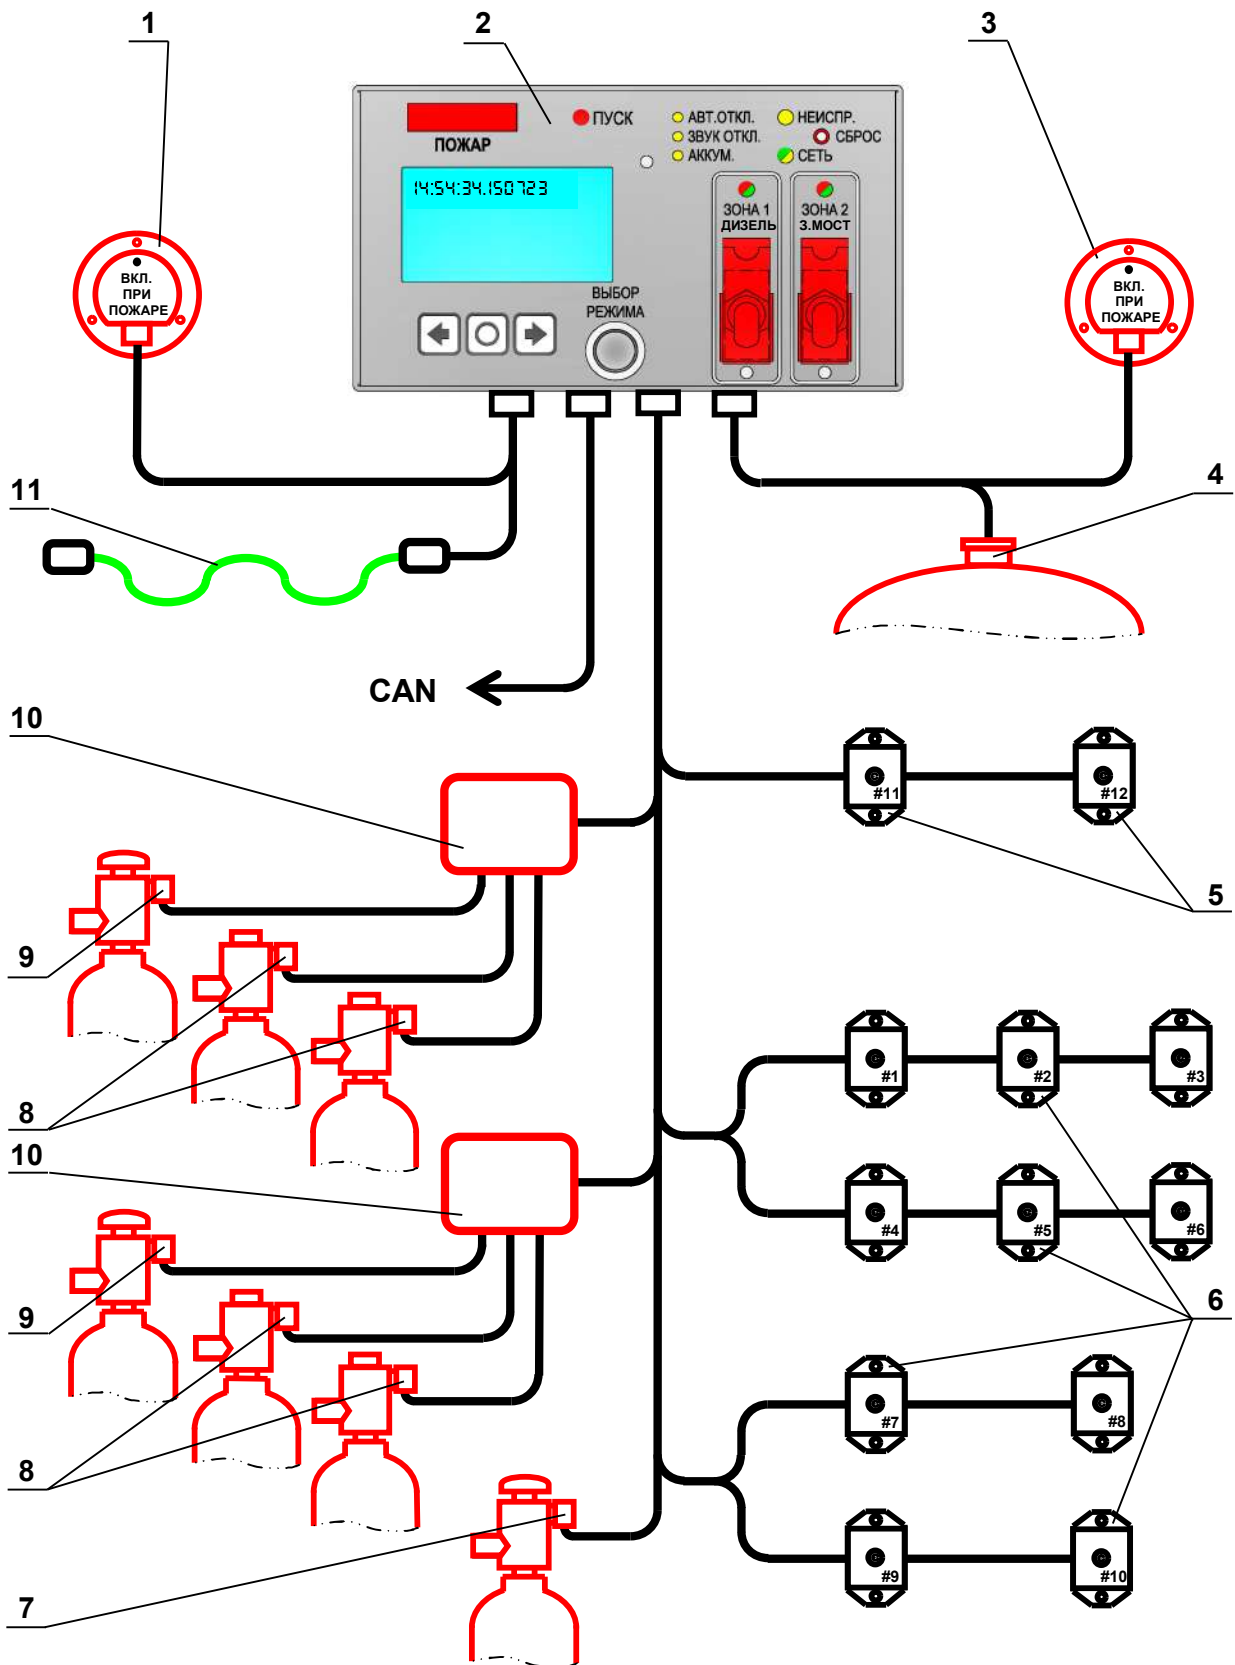 1
2
3
ПОЖАР
ПУСК
АВТ.ОТКЛ.
ЗВУК ОТКЛ.
АККУМ.
НЕИСПР.
СБРОС
СЕТЬ
14:54:34.150723
ЗОНА 1
ДИЗЕЛЬ
ЗОНА 2
З.МОСТ
ВЫБОР
РЕЖИМА
ВКЛ.
ПРИ
ПОЖАРЕ
ВКЛ.
ПРИ
ПОЖАРЕ
11
4
CAN
10
#11
#12
5
9
8
#1
#2
#3
10
#4
#5
#6
9
6
8
#7
#8
7
#9
#10